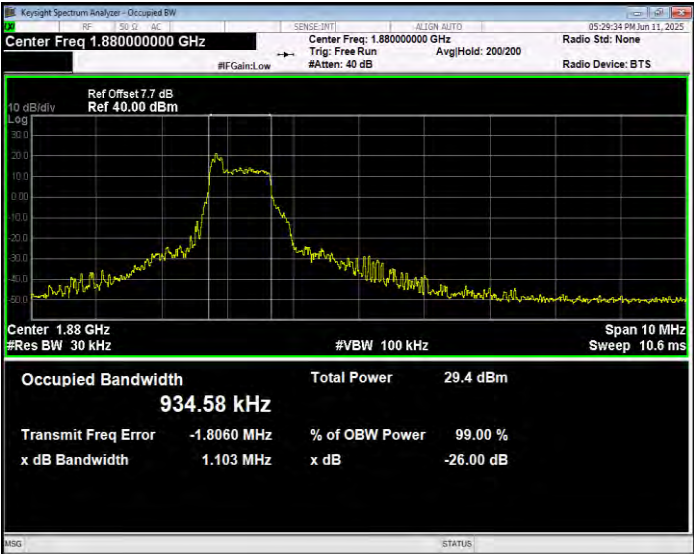 Keysight Spectrum Analyzer - Occupied BW
RF 50 Ω AC SENSE:INT ALIGN AUTO 05:29:34 PM Jun 11, 2025
Center Freq 1.880000000 GHz Center Freq: 1.880000000 GHz Radio Std: None
Trig: Free Run Avg|Hold: 200/200
#IFGain:Low #Atten: 40 dB Radio Device: BTS
Ref Offset 7.7 dB
10 dB/div Ref 40.00 dBm
Log
30.0
20.0
10.0
0.00
-10.0
-20.0
-30.0
-40.0
-50.0
Center 1.88 GHz Span 10 MHz
#Res BW 30 kHz #VBW 100 kHz Sweep 10.6 ms
Occupied Bandwidth Total Power 29.4 dBm
934.58 kHz
Transmit Freq Error -1.8060 MHz % of OBW Power 99.00 %
x dB Bandwidth 1.103 MHz x dB -26.00 dB
MSG STATUS